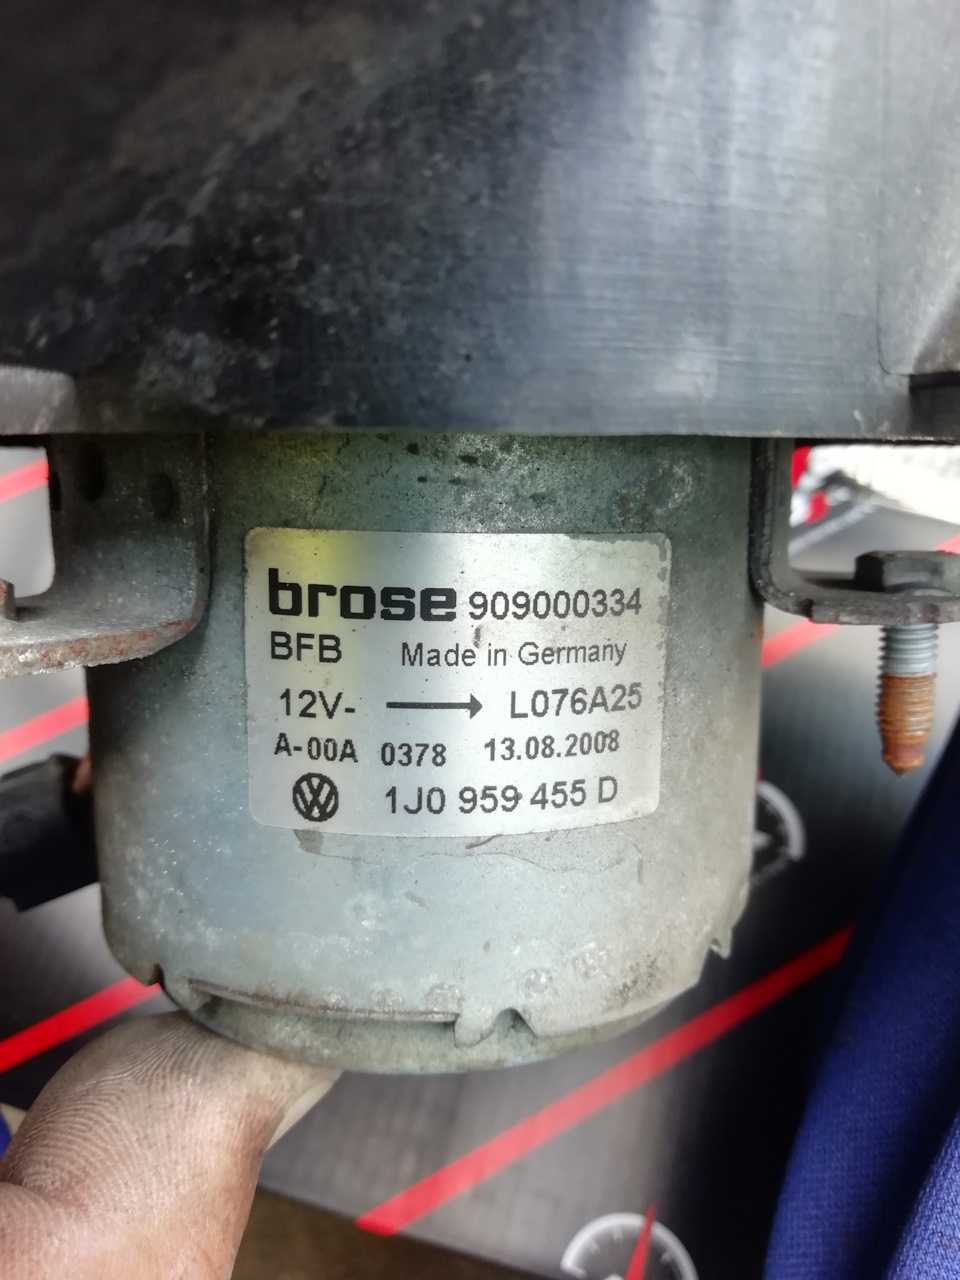 brose 909000334
BFB Made in Germany
12V- → L076A25
A-00A 0378 13.08.2008
1J0 959 455 D